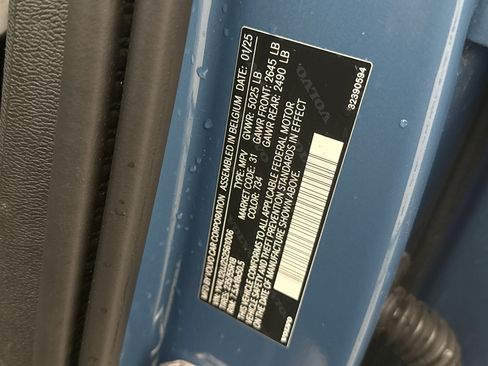 MFD BY VOLVO CAR CORPORATION ASSEMBLED IN BELGIUM DATE: 01/25
TYPE: MPV GVWR: 5025 LB
MARKET CODE: 31 GAWR FRONT: 2645 LB
COLOR: 734 GAWR REAR: 2490 LB
THIS VEHICLE CONFORMS TO ALL APPLICABLE FEDERAL MOTOR
VEHICLE SAFETY AND THEFT PREVENTION STANDARDS IN EFFECT
ON THE DATE OF MANUFACTURE SHOWN ABOVE.
VOLVO
32390594